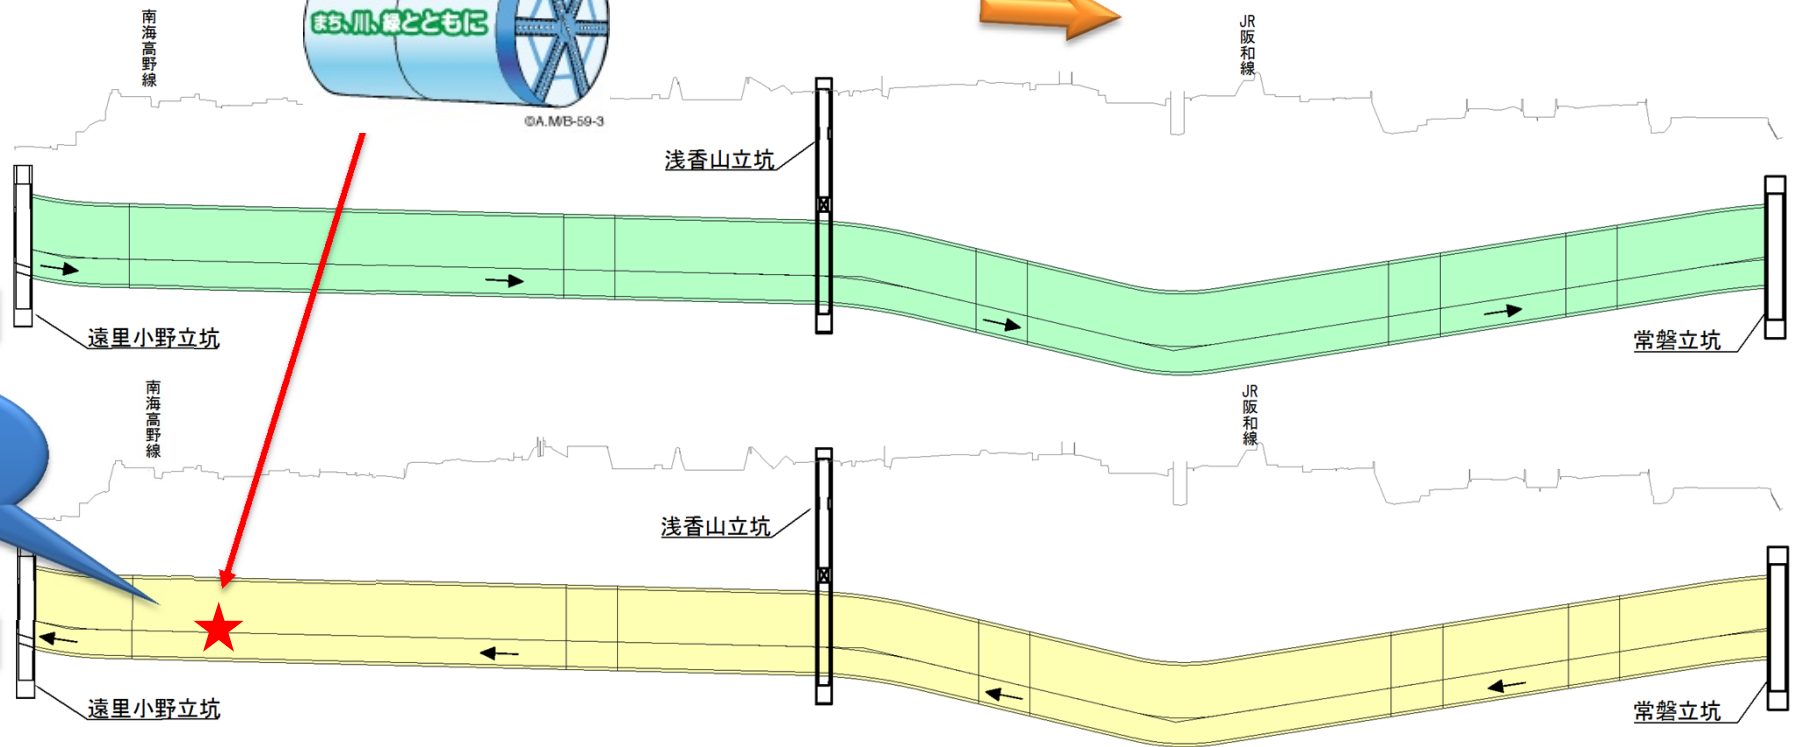 南海高野線
まち、川、緑とともに
©A.M/B-59-3
JR阪和線
浅香山立坑
遠里小野立坑
常磐立坑
南海高野線
JR阪和線
浅香山立坑
遠里小野立坑
常磐立坑